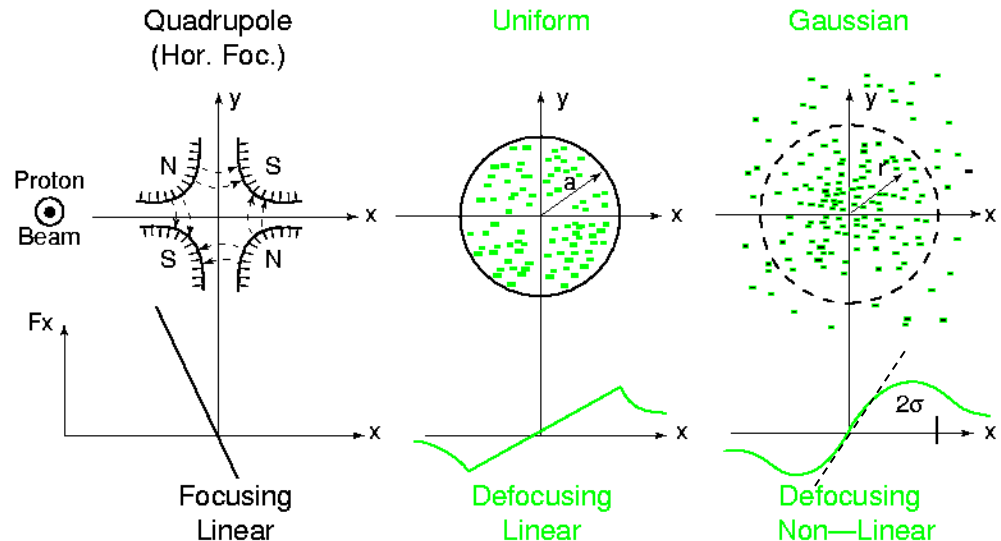 Quadrupole
(Hor. Foc.)
Uniform
Gaussian
y
y
y
N
S
Proton
Beam
a
r
x
x
x
S
N
Fx
2σ
x
x
x
Focusing
Linear
Defocusing
Linear
Defocusing
Non—Linear